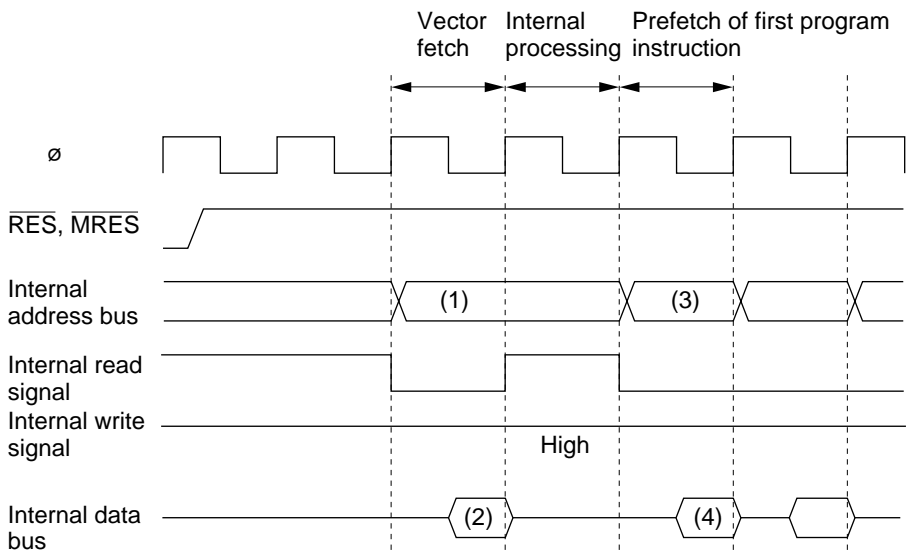 Vector fetch
Internal processing
Prefetch of first program instruction
ø
RES, MRES
Internal address bus
(1)
(3)
Internal read signal
Internal write signal
High
Internal data bus
(2)
(4)